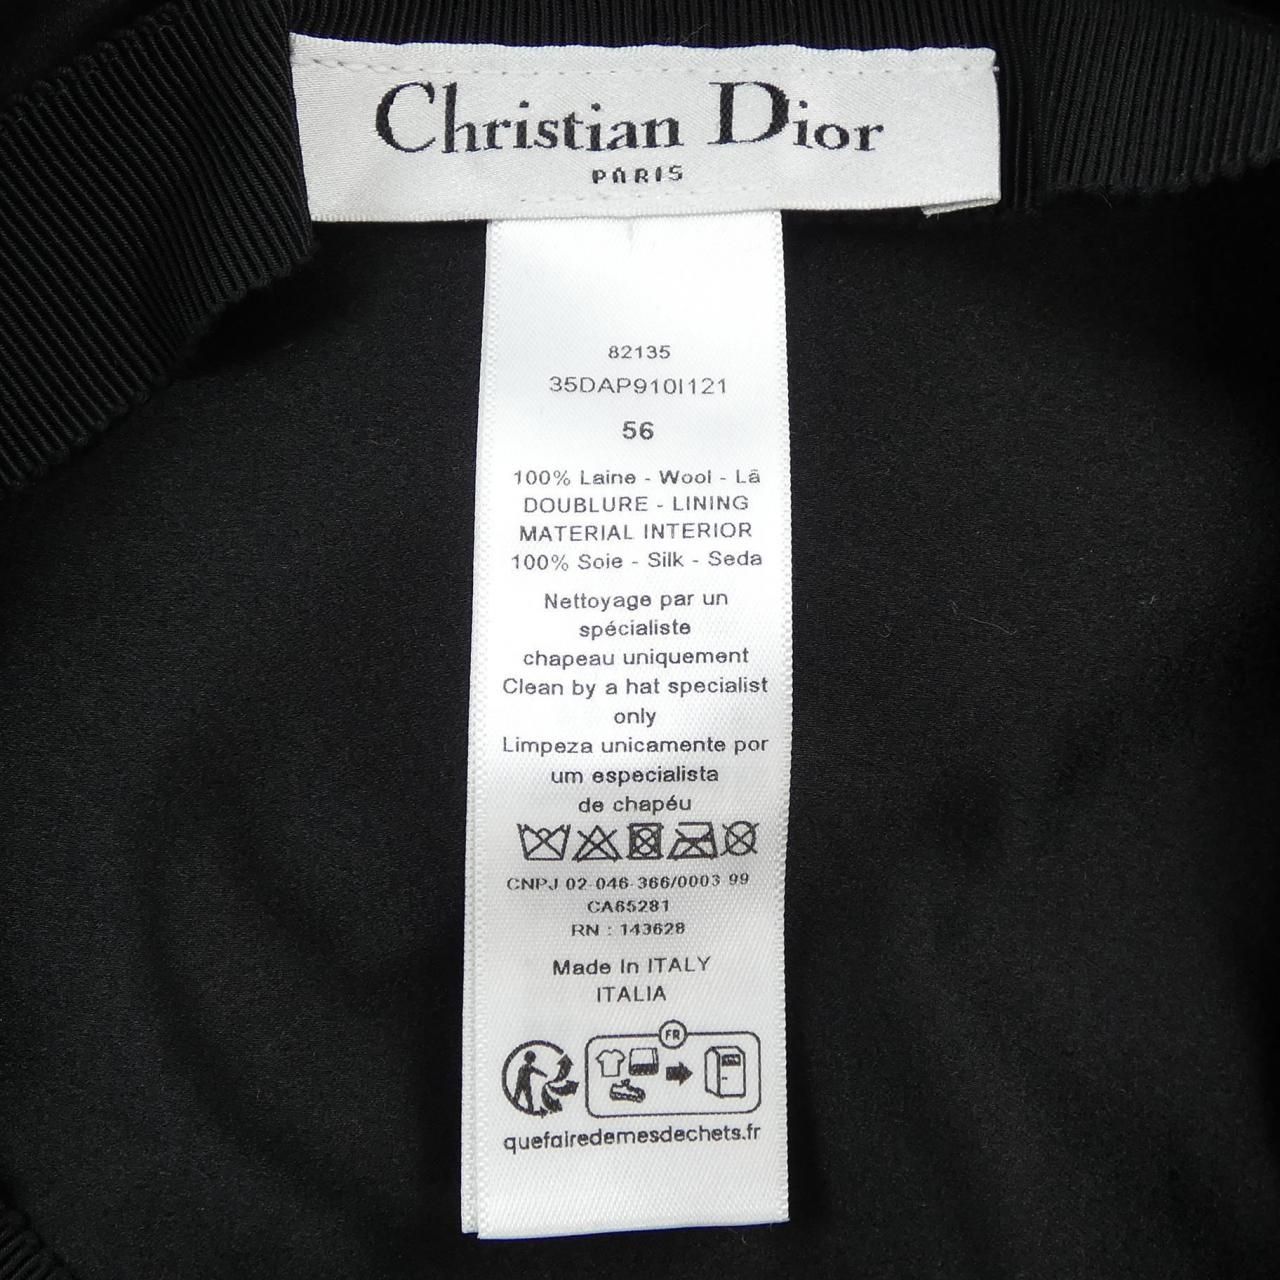 Christian Dior
PARIS
82135
35DAP910I121
56
100% Laine - Wool - Lã
DOUBLURE - LINING
MATERIAL INTERIOR
100% Soie - Silk - Seda
Nettoyage par un
spécialiste
chapeau uniquement
Clean by a hat specialist
only
Limpeza unicamente por
um especialista
de chapéu
CNPJ 02-046-366/0003-99
CA65281
RN : 143628
Made In ITALY
ITALIA
FR
quefairedemesdechets.fr